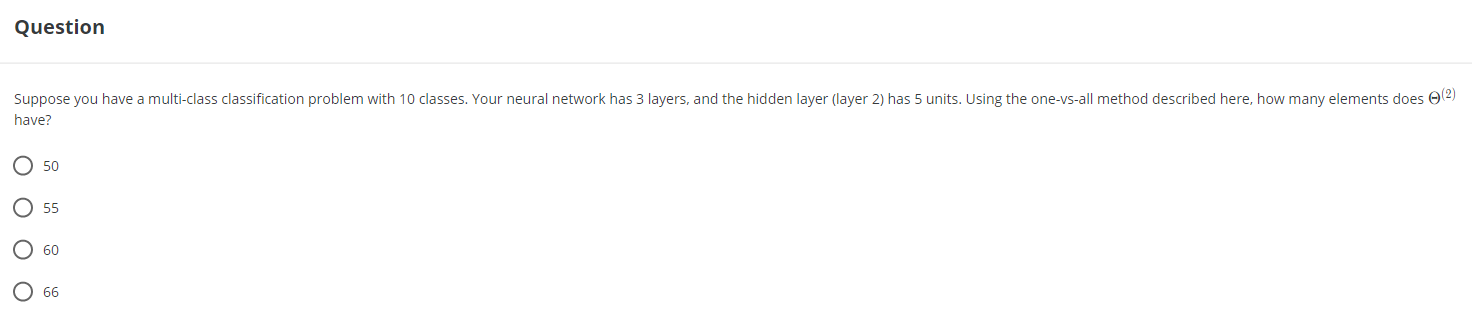 Question
Suppose you have a multi-class classification problem with 10 classes. Your neural network has 3 layers, and the hidden layer (layer 2) has 5 units. Using the one-vs-all method described here, how many elements does Θ⁽²⁾
have?
50
55
60
66